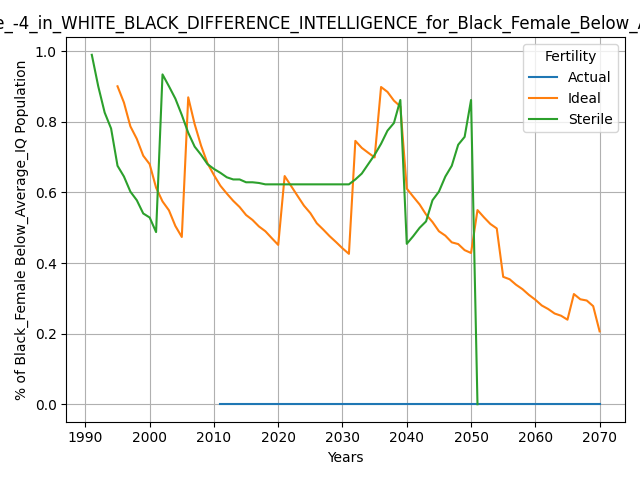 e_-4_in_WHITE_BLACK_DIFFERENCE_INTELLIGENCE_for_Black_Female_Below_A
% of Black_Female Below_Average_IQ Population
1.0
0.8
0.6
0.4
0.2
0.0
Fertility
Actual
Ideal
Sterile
1990 2000 2010 2020 2030 2040 2050 2060 2070
Years